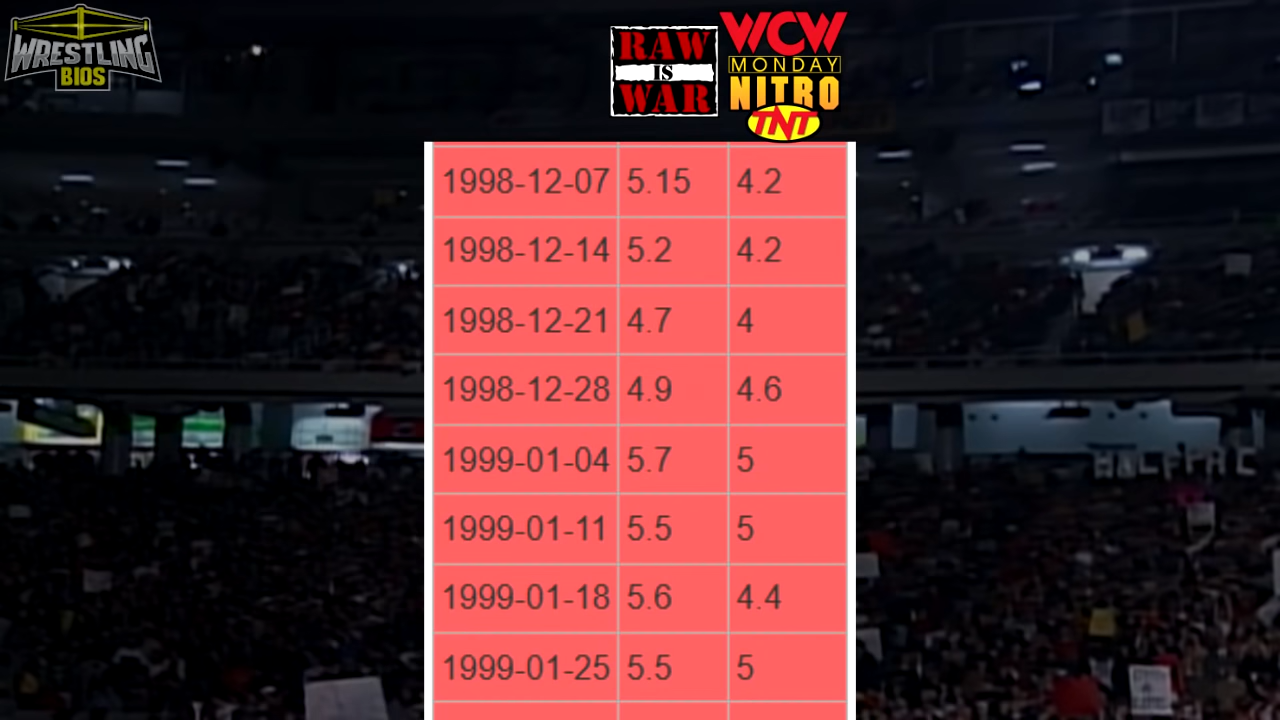 WRESTLING
BIOS
RAW
IS
WAR
WCW
MONDAY
NITRO
TNT
1998-12-07 5.15 4.2
1998-12-14 5.2 4.2
1998-12-21 4.7 4
1998-12-28 4.9 4.6
1999-01-04 5.7 5
1999-01-11 5.5 5
1999-01-18 5.6 4.4
1999-01-25 5.5 5